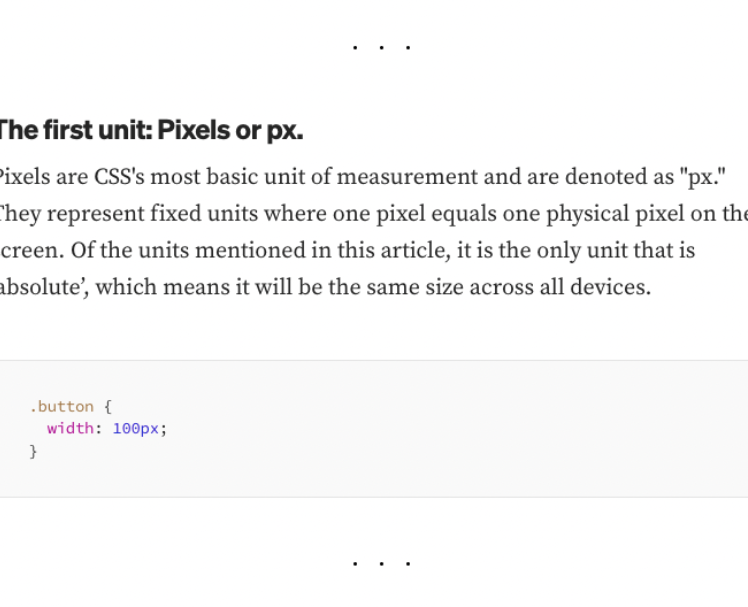 . . .
The first unit: Pixels or px.
Pixels are CSS's most basic unit of measurement and are denoted as "px."
They represent fixed units where one pixel equals one physical pixel on the
screen. Of the units mentioned in this article, it is the only unit that is
absolute’, which means it will be the same size across all devices.
.button {
  width: 100px;
}
. . .